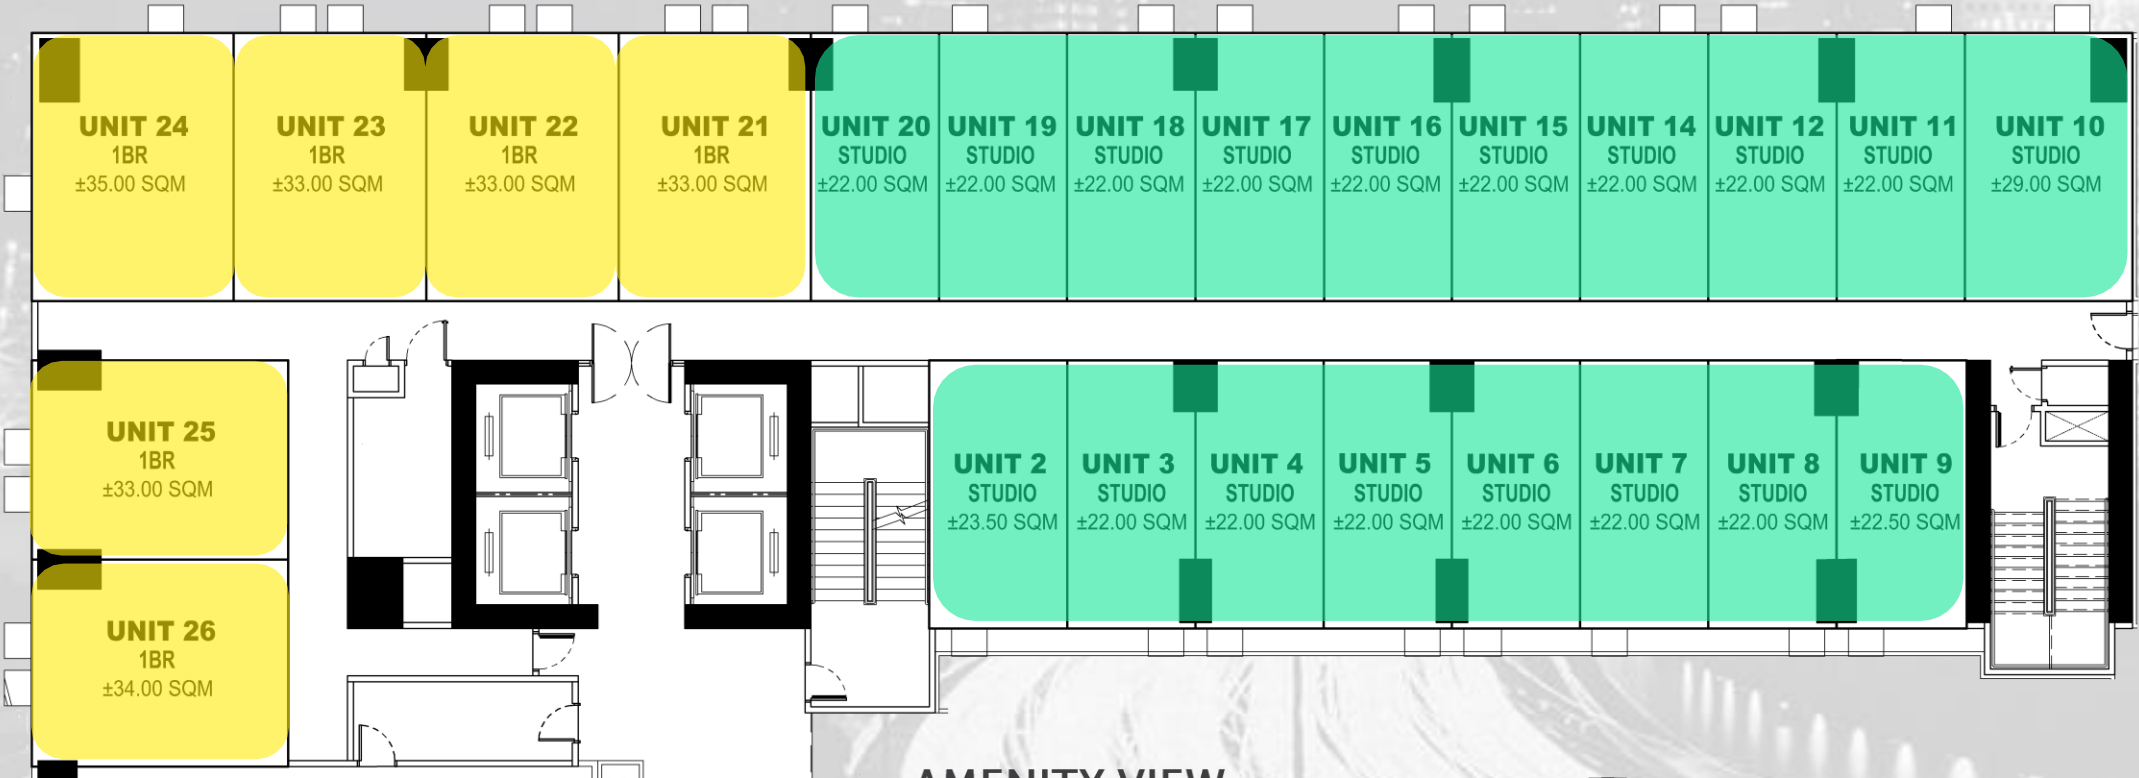 UNIT 24
1BR
±35.00 SQM
UNIT 23
1BR
±33.00 SQM
UNIT 22
1BR
±33.00 SQM
UNIT 21
1BR
±33.00 SQM
UNIT 20
STUDIO
±22.00 SQM
UNIT 19
STUDIO
±22.00 SQM
UNIT 18
STUDIO
±22.00 SQM
UNIT 17
STUDIO
±22.00 SQM
UNIT 16
STUDIO
±22.00 SQM
UNIT 15
STUDIO
±22.00 SQM
UNIT 14
STUDIO
±22.00 SQM
UNIT 12
STUDIO
±22.00 SQM
UNIT 11
STUDIO
±22.00 SQM
UNIT 10
STUDIO
±29.00 SQM
UNIT 25
1BR
±33.00 SQM
UNIT 2
STUDIO
±23.50 SQM
UNIT 3
STUDIO
±22.00 SQM
UNIT 4
STUDIO
±22.00 SQM
UNIT 5
STUDIO
±22.00 SQM
UNIT 6
STUDIO
±22.00 SQM
UNIT 7
STUDIO
±22.00 SQM
UNIT 8
STUDIO
±22.00 SQM
UNIT 9
STUDIO
±22.50 SQM
UNIT 26
1BR
±34.00 SQM
AMENITY VIEW